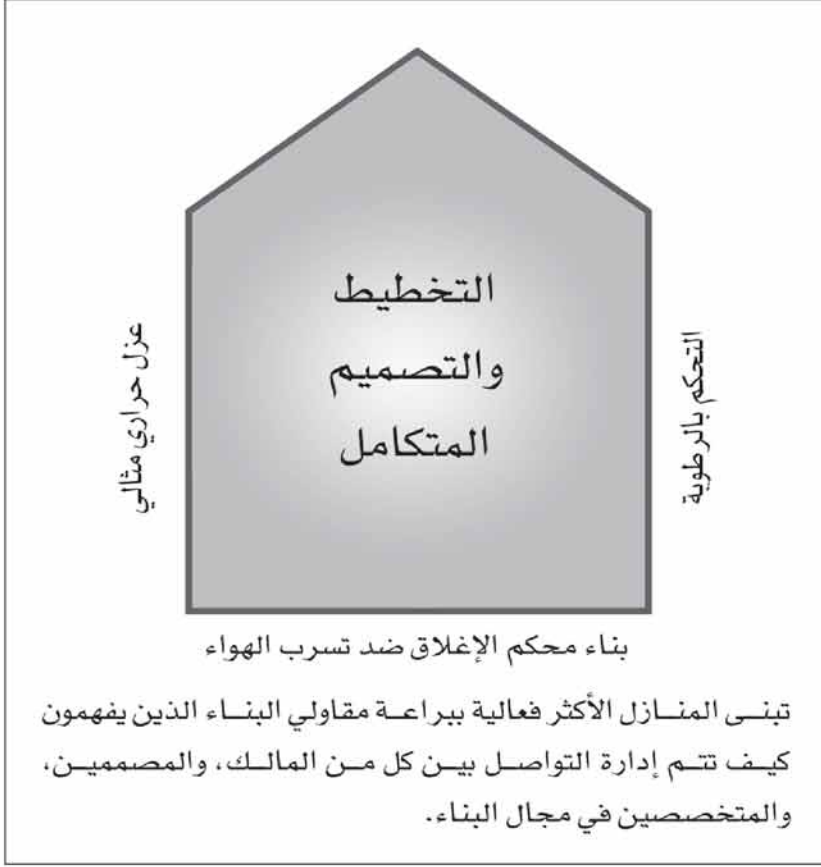 التخطيط
والتصميم
المتكامل
عزل حراري مثالي
التحكم بالرطوبة
بناء محكم الإغلاق ضد تسرب الهواء
تبنى المنازل الأكثر فعالية ببراعة مقاولي البناء الذين يفهمون
كيف تتم إدارة التواصل بين كل من المالك، والمصممين،
والمتخصصين في مجال البناء.